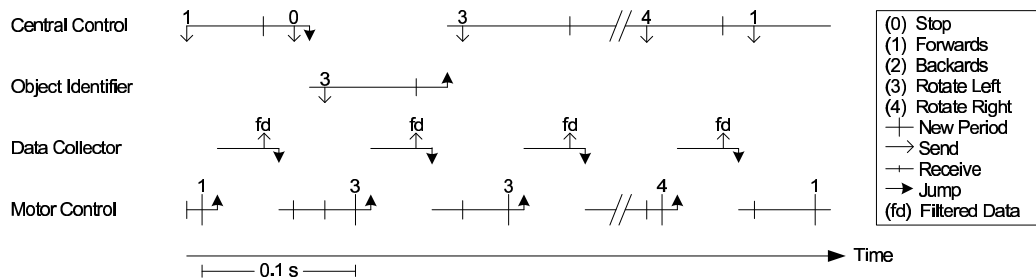 Central Control 1 0 3 4 1
Object Identifier 3
Data Collector fd fd fd fd
Motor Control 1 3 3 4 1
Time
0.1 s
(0) Stop
(1) Forwards
(2) Backards
(3) Rotate Left
(4) Rotate Right
New Period
Send
Receive
Jump
(fd) Filtered Data